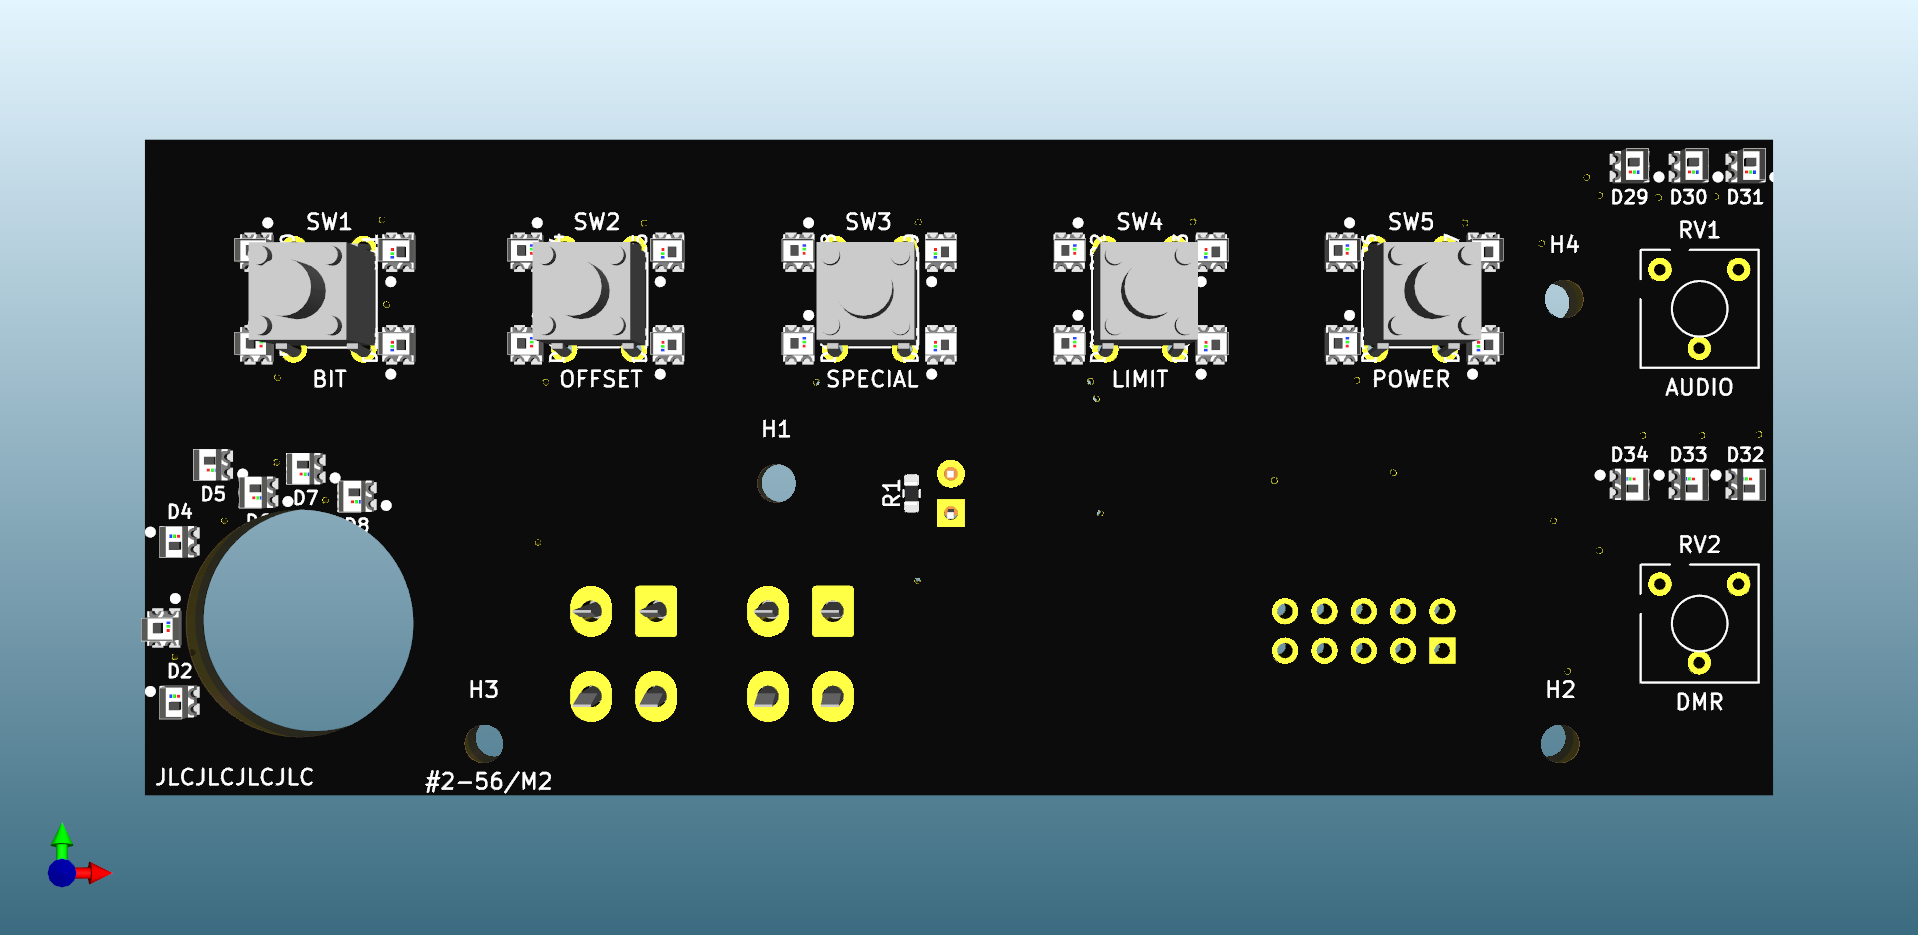 D29 D30 D31
SW1 SW2 SW3 SW4 SW5
RV1
H4
BIT OFFSET SPECIAL LIMIT POWER
AUDIO
H1
D34 D33 D32
D5 D7
R1
D4
D8
RV2
D2
H3 H2
DMR
JLCJLCJLCJLC
#2-56/M2